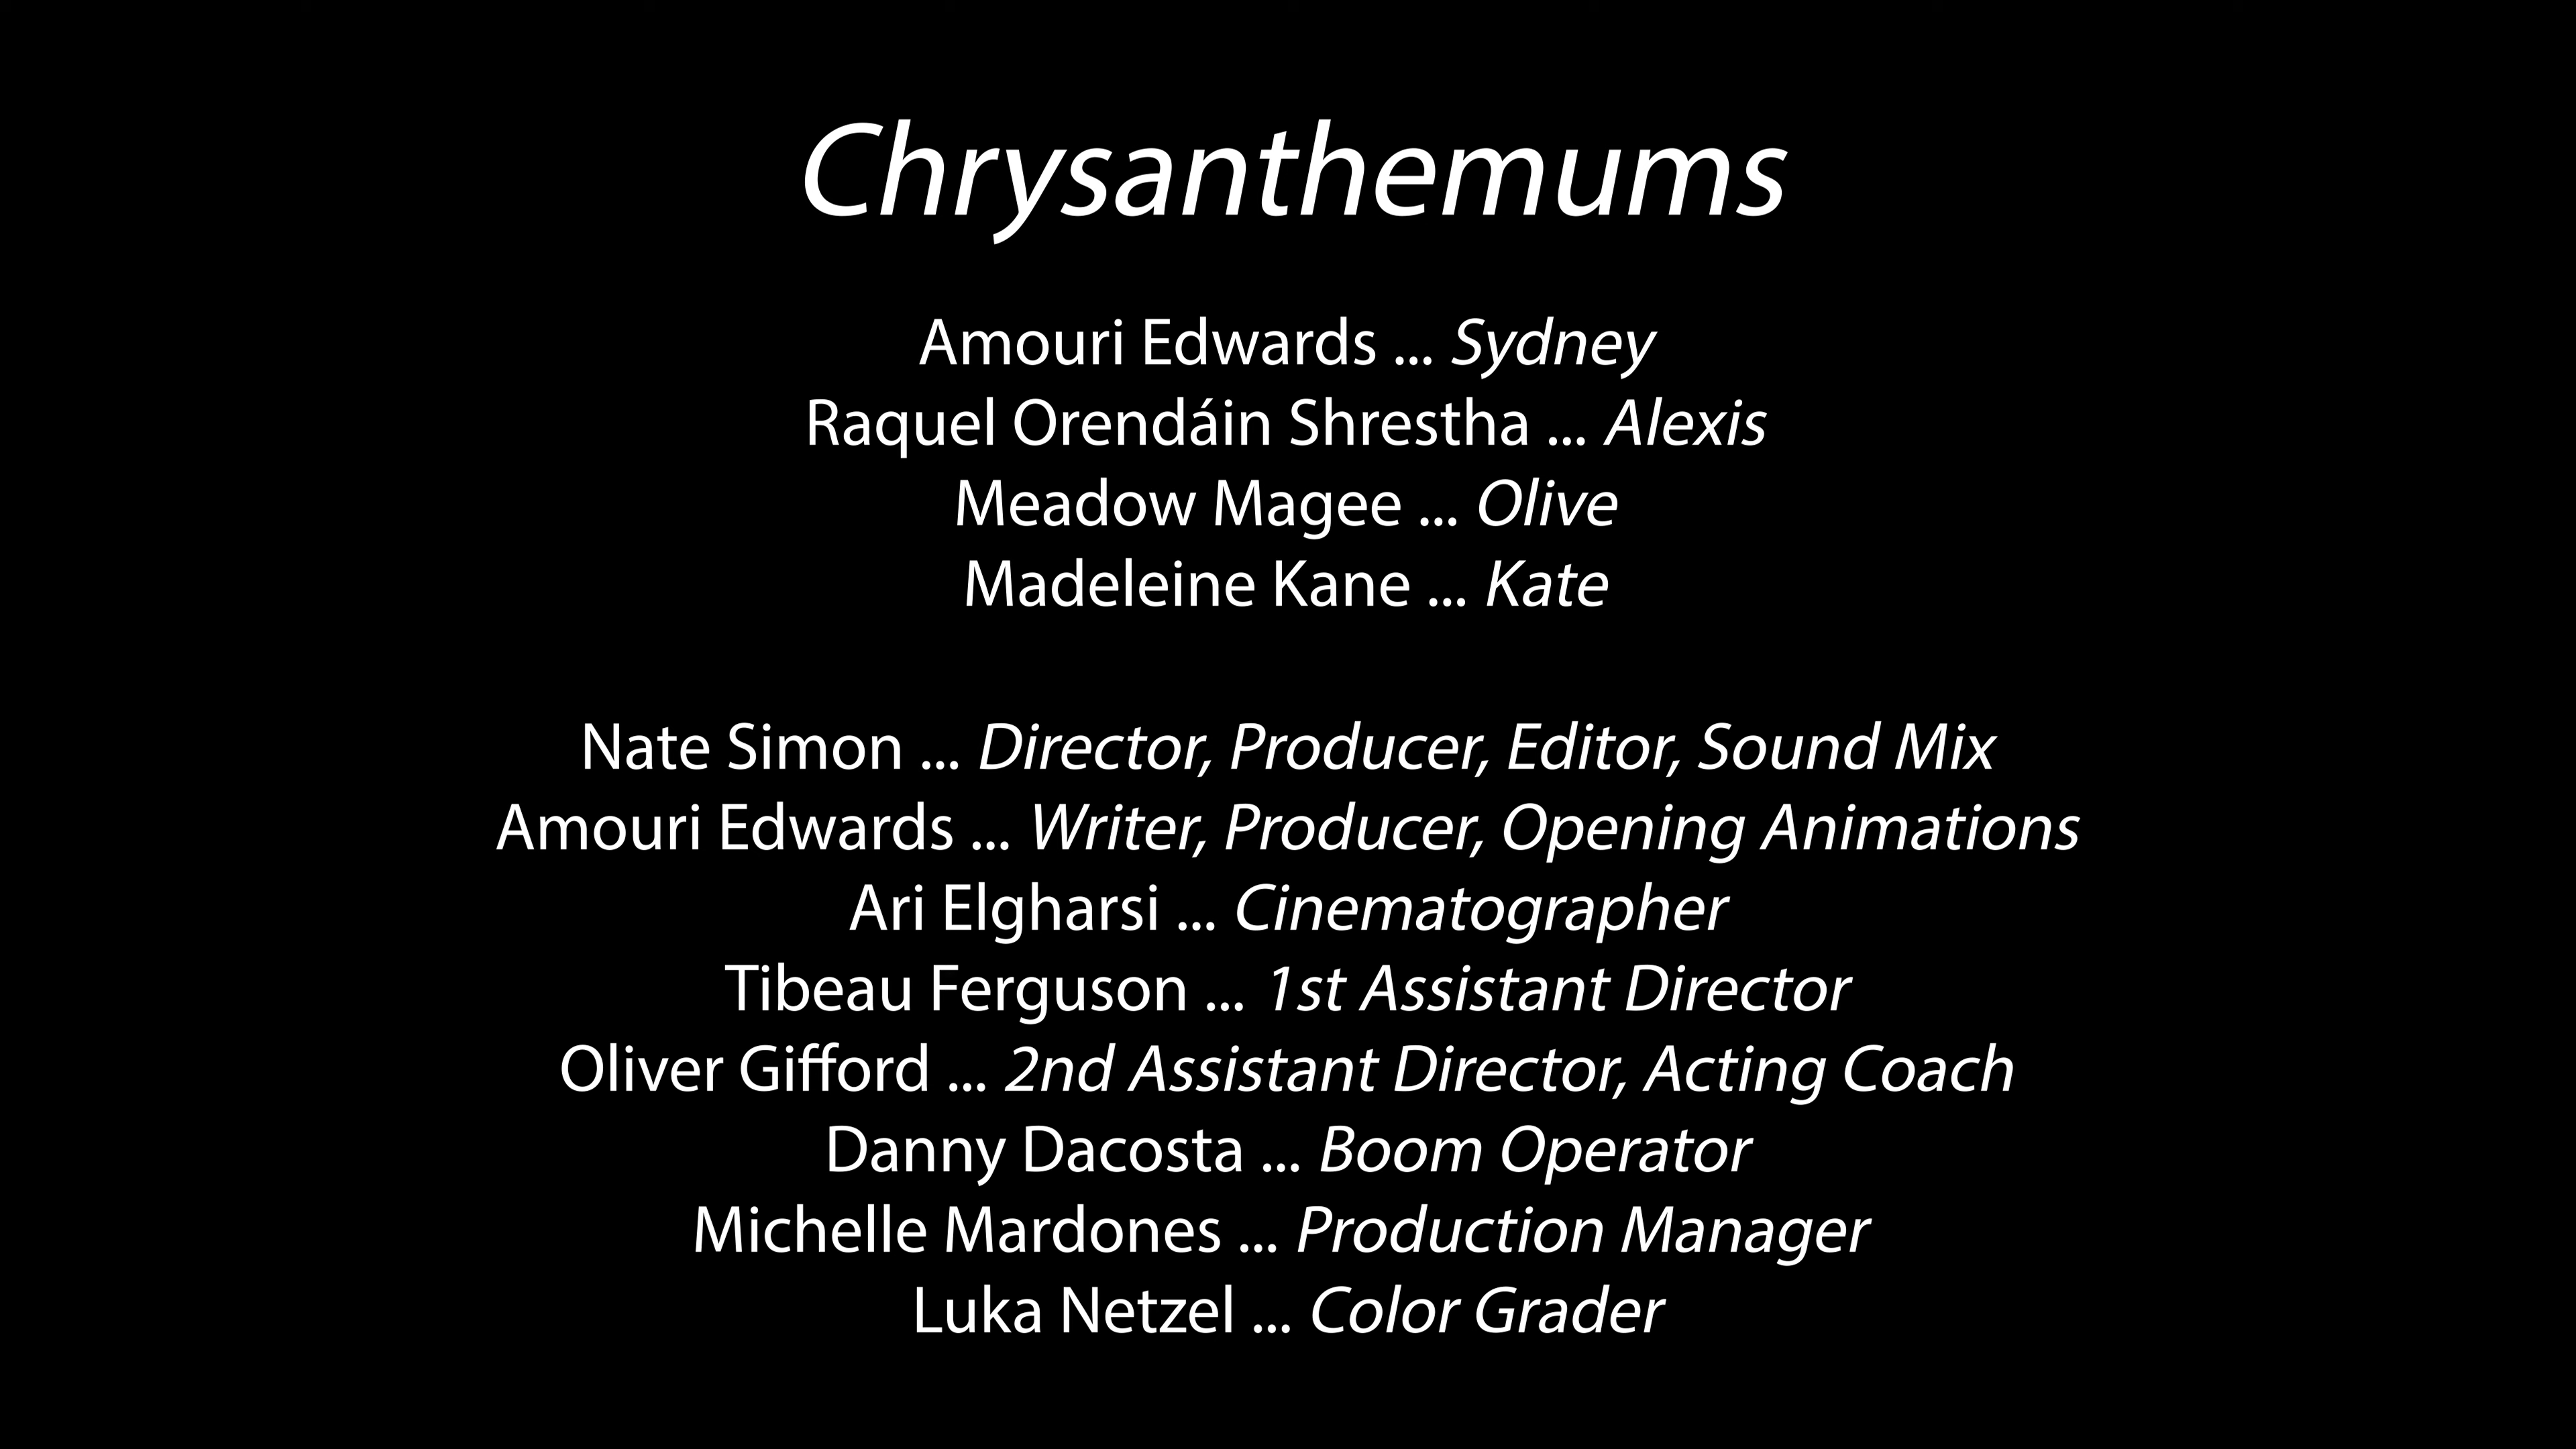 Chrysanthemums
Amouri Edwards ... Sydney
Raquel Orendáin Shrestha ... Alexis
Meadow Magee ... Olive
Madeleine Kane ... Kate
Nate Simon ... Director, Producer, Editor, Sound Mix
Amouri Edwards ... Writer, Producer, Opening Animations
Ari Elgharsi ... Cinematographer
Tibeau Ferguson ... 1st Assistant Director
Oliver Gifford ... 2nd Assistant Director, Acting Coach
Danny Dacosta ... Boom Operator
Michelle Mardones ... Production Manager
Luka Netzel ... Color Grader